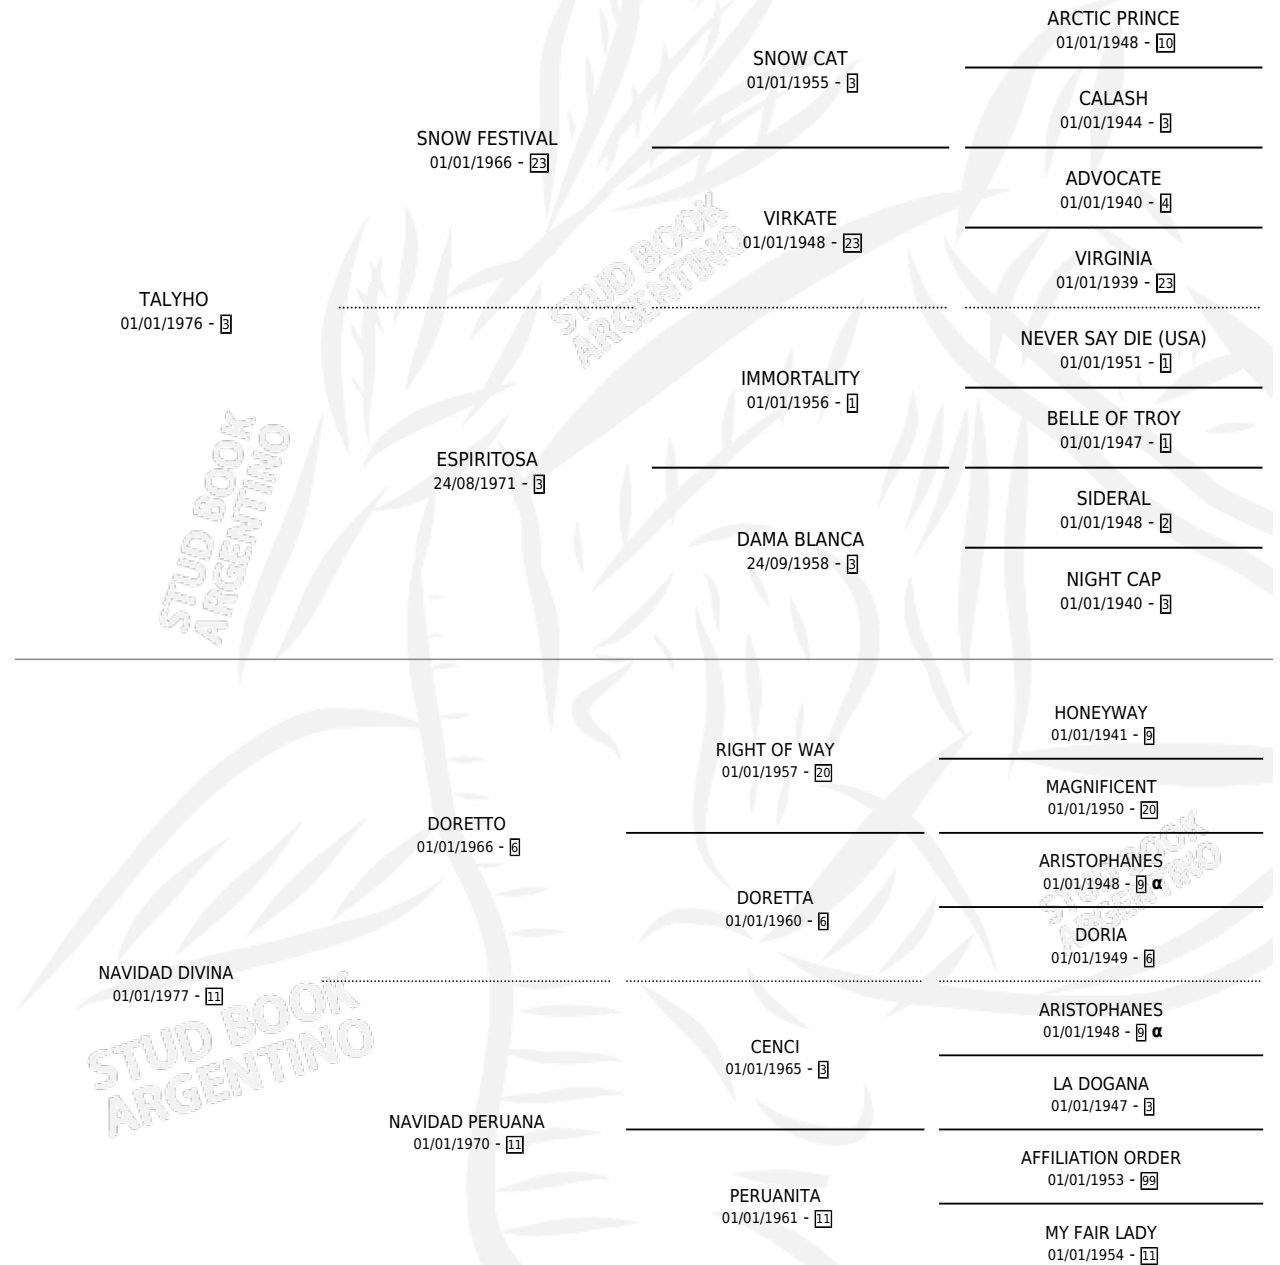 ARCTIC PRINCE
01/01/1948 - 10
SNOW CAT
01/01/1955 - 3
CALASH
01/01/1944 - 3
SNOW FESTIVAL
01/01/1966 - 23
ADVOCATE
01/01/1940 - 4
VIRKATE
01/01/1948 - 23
VIRGINIA
01/01/1939 - 23
TALYHO
01/01/1976 - 3
NEVER SAY DIE (USA)
01/01/1951 - 1
IMMORTALITY
01/01/1956 - 1
BELLE OF TROY
01/01/1947 - 1
ESPIRITOSA
24/08/1971 - 3
SIDERAL
01/01/1948 - 2
DAMA BLANCA
24/09/1958 - 3
NIGHT CAP
01/01/1940 - 3
HONEYWAY
01/01/1941 - 9
RIGHT OF WAY
01/01/1957 - 20
MAGNIFICENT
01/01/1950 - 20
DORETTO
01/01/1966 - 6
ARISTOPHANES
01/01/1948 - 9 α
DORETTA
01/01/1960 - 6
DORIA
01/01/1949 - 6
NAVIDAD DIVINA
01/01/1977 - 11
ARISTOPHANES
01/01/1948 - 9 α
CENCI
01/01/1965 - 3
LA DOGANA
01/01/1947 - 3
NAVIDAD PERUANA
01/01/1970 - 11
AFFILIATION ORDER
01/01/1953 - 99
PERUANITA
01/01/1961 - 11
MY FAIR LADY
01/01/1954 - 11
STUD BOOK
ARGENTINO
STUD BOOK
ARGENTINO
STUD BOOK
ARGENTINO
STUD BOOK
ARGENTINO